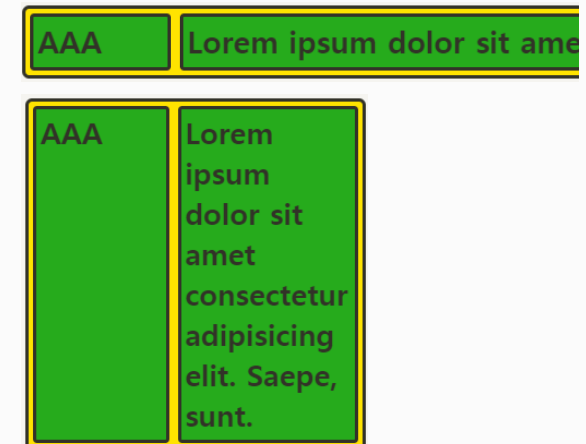 AAA Lorem ipsum dolor sit ame
AAA Lorem
ipsum
dolor sit
amet
consectetur
adipisicing
elit. Saepe,
sunt.